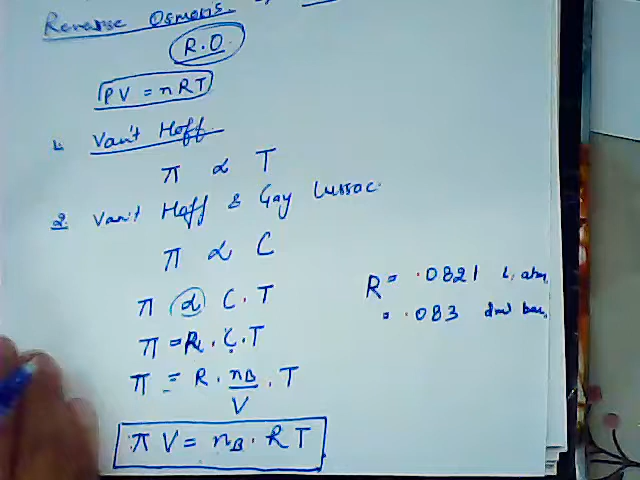 Reverse Osmosis
R.O.
PV = nRT
1. Van't Hoff
π ∝ T
2. Van't Hoff & Gay Lussac.
π ∝ C
π ∝ C.T
π = R.C.T
π = R. nB/V . T
π V = nB. RT
R = .0821 L. atm
= .083 bar